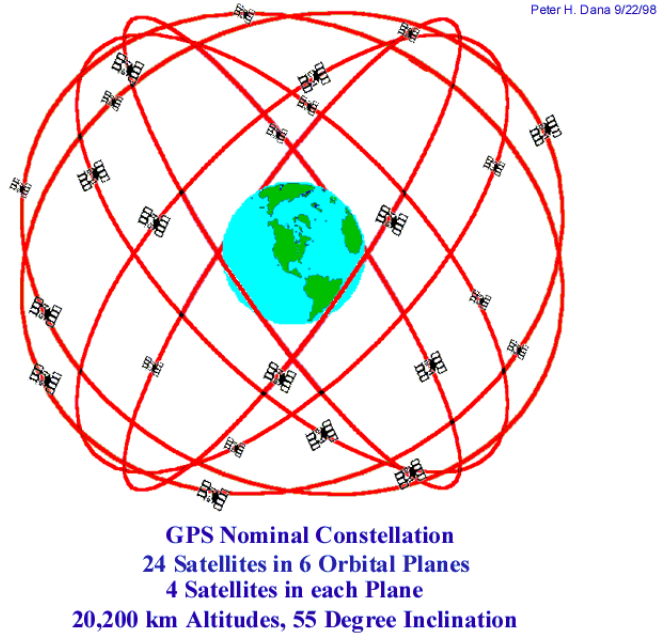 Peter H. Dana 9/22/98
GPS Nominal Constellation
24 Satellites in 6 Orbital Planes
4 Satellites in each Plane
20,200 km Altitudes, 55 Degree Inclination